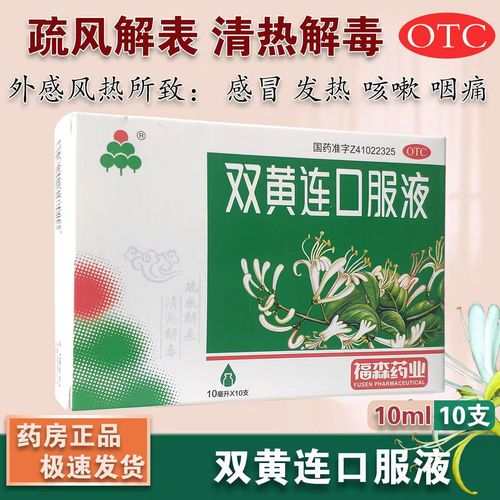 疏风解表 清热解毒 OTC
外感风热所致： 感冒 发热 咳嗽 咽痛
®
国药准字Z41022325 OTC
双黄连口服液
疏风解表
清热解毒
福森药业
FUSEN PHARMACEUTICAL
10毫升X10支
10ml 10支
药房正品
极速发货
双黄连口服液